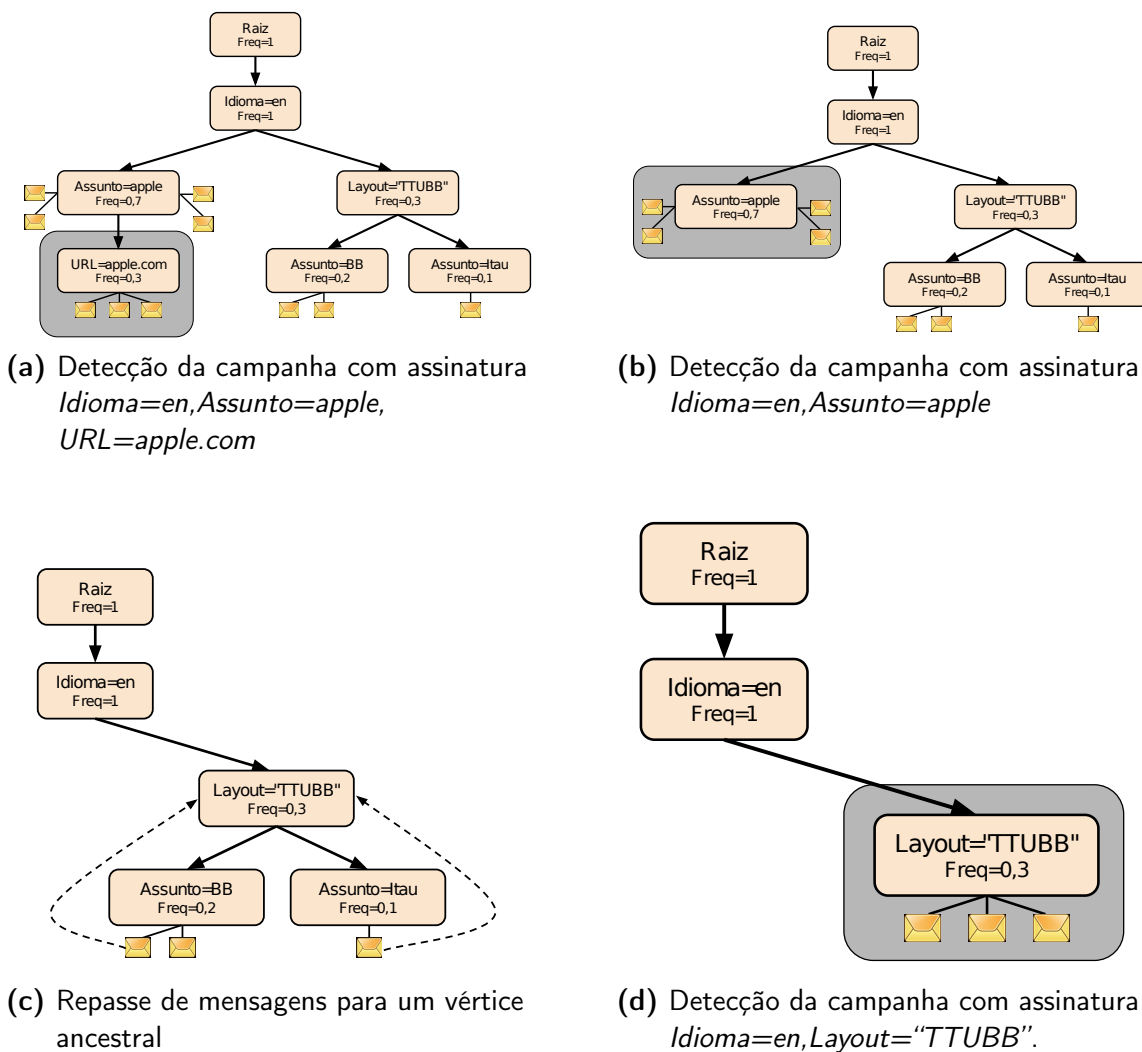 Raiz
Freq=1
Idioma=en
Freq=1
Assunto=apple
Freq=0,7
Layout="TTUBB"
Freq=0,3
URL=apple.com
Freq=0,3
Assunto=BB
Freq=0,2
Assunto=Itau
Freq=0,1
(a) Detecção da campanha com assinatura
Idioma=en,Assunto=apple,
URL=apple.com
Raiz
Freq=1
Idioma=en
Freq=1
Assunto=apple
Freq=0,7
Layout="TTUBB"
Freq=0,3
Assunto=BB
Freq=0,2
Assunto=Itau
Freq=0,1
(b) Detecção da campanha com assinatura
Idioma=en,Assunto=apple
Raiz
Freq=1
Idioma=en
Freq=1
Layout="TTUBB"
Freq=0,3
Assunto=BB
Freq=0,2
Assunto=Itau
Freq=0,1
(c) Repasse de mensagens para um vértice
ancestral
Raiz
Freq=1
Idioma=en
Freq=1
Layout="TTUBB"
Freq=0,3
(d) Detecção da campanha com assinatura
Idioma=en,Layout=“TTUBB”.